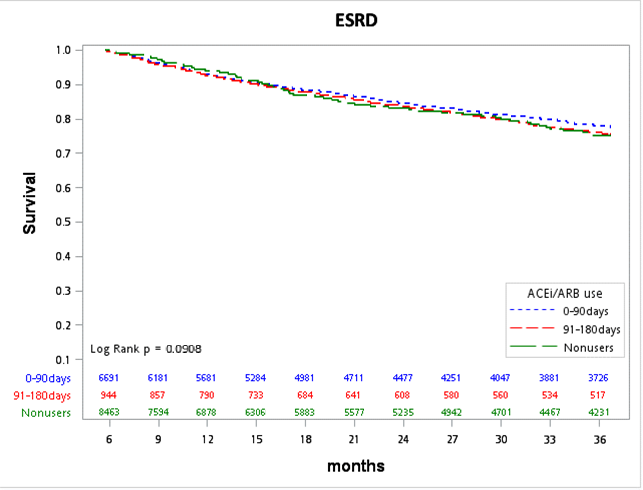 ESRD
1.0
0.9
0.8
0.7
0.6
0.5
0.4
0.3
0.2
0.1
Survival
ACEi/ARB use
0-90days
91-180days
Nonusers
Log Rank p = 0.0908
0-90days 6691 6181 5681 5284 4981 4711 4477 4251 4047 3881 3726
91-180days 944 857 790 733 684 641 608 580 560 534 517
Nonusers 8463 7594 6878 6306 5883 5577 5235 4942 4701 4467 4231
6 9 12 15 18 21 24 27 30 33 36
months